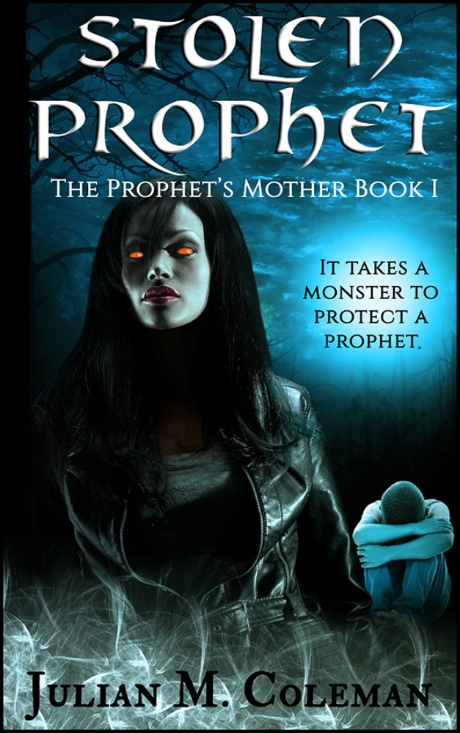 STOLEN
PROPHET
THE PROPHET'S MOTHER BOOK I
IT TAKES A
MONSTER TO
PROTECT A
PROPHET.
JULIAN M. COLEMAN